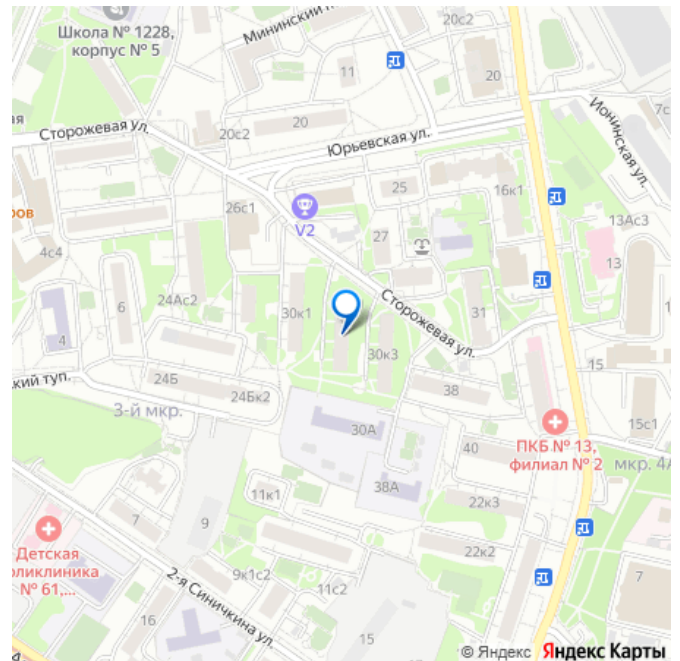 Школа № 1228,
корпус № 5
Мининский п
20с2
11
20
Ионинская ул.
7с
ая
Сторожевая ул.
20с2
20
Юрьевская ул.
25
16к1
ров
26с1
V2
27
13Ас3
13
4с4
24Ас2
6
30к1
Сторожевая ул.
31
4
30к3
15
кий туп.
24Б
24Бк2
38
3-й мкр.
15с1
30А
40
ПКБ № 13,
филиал № 2
мкр. 4А
38А
11к1
22к3
7
9
22к2
Детская
оликлиника
№ 61,...
9к1с2
11с2
7
2-я Синичкина ул.
16
15
© Яндекс Яндекс Карты